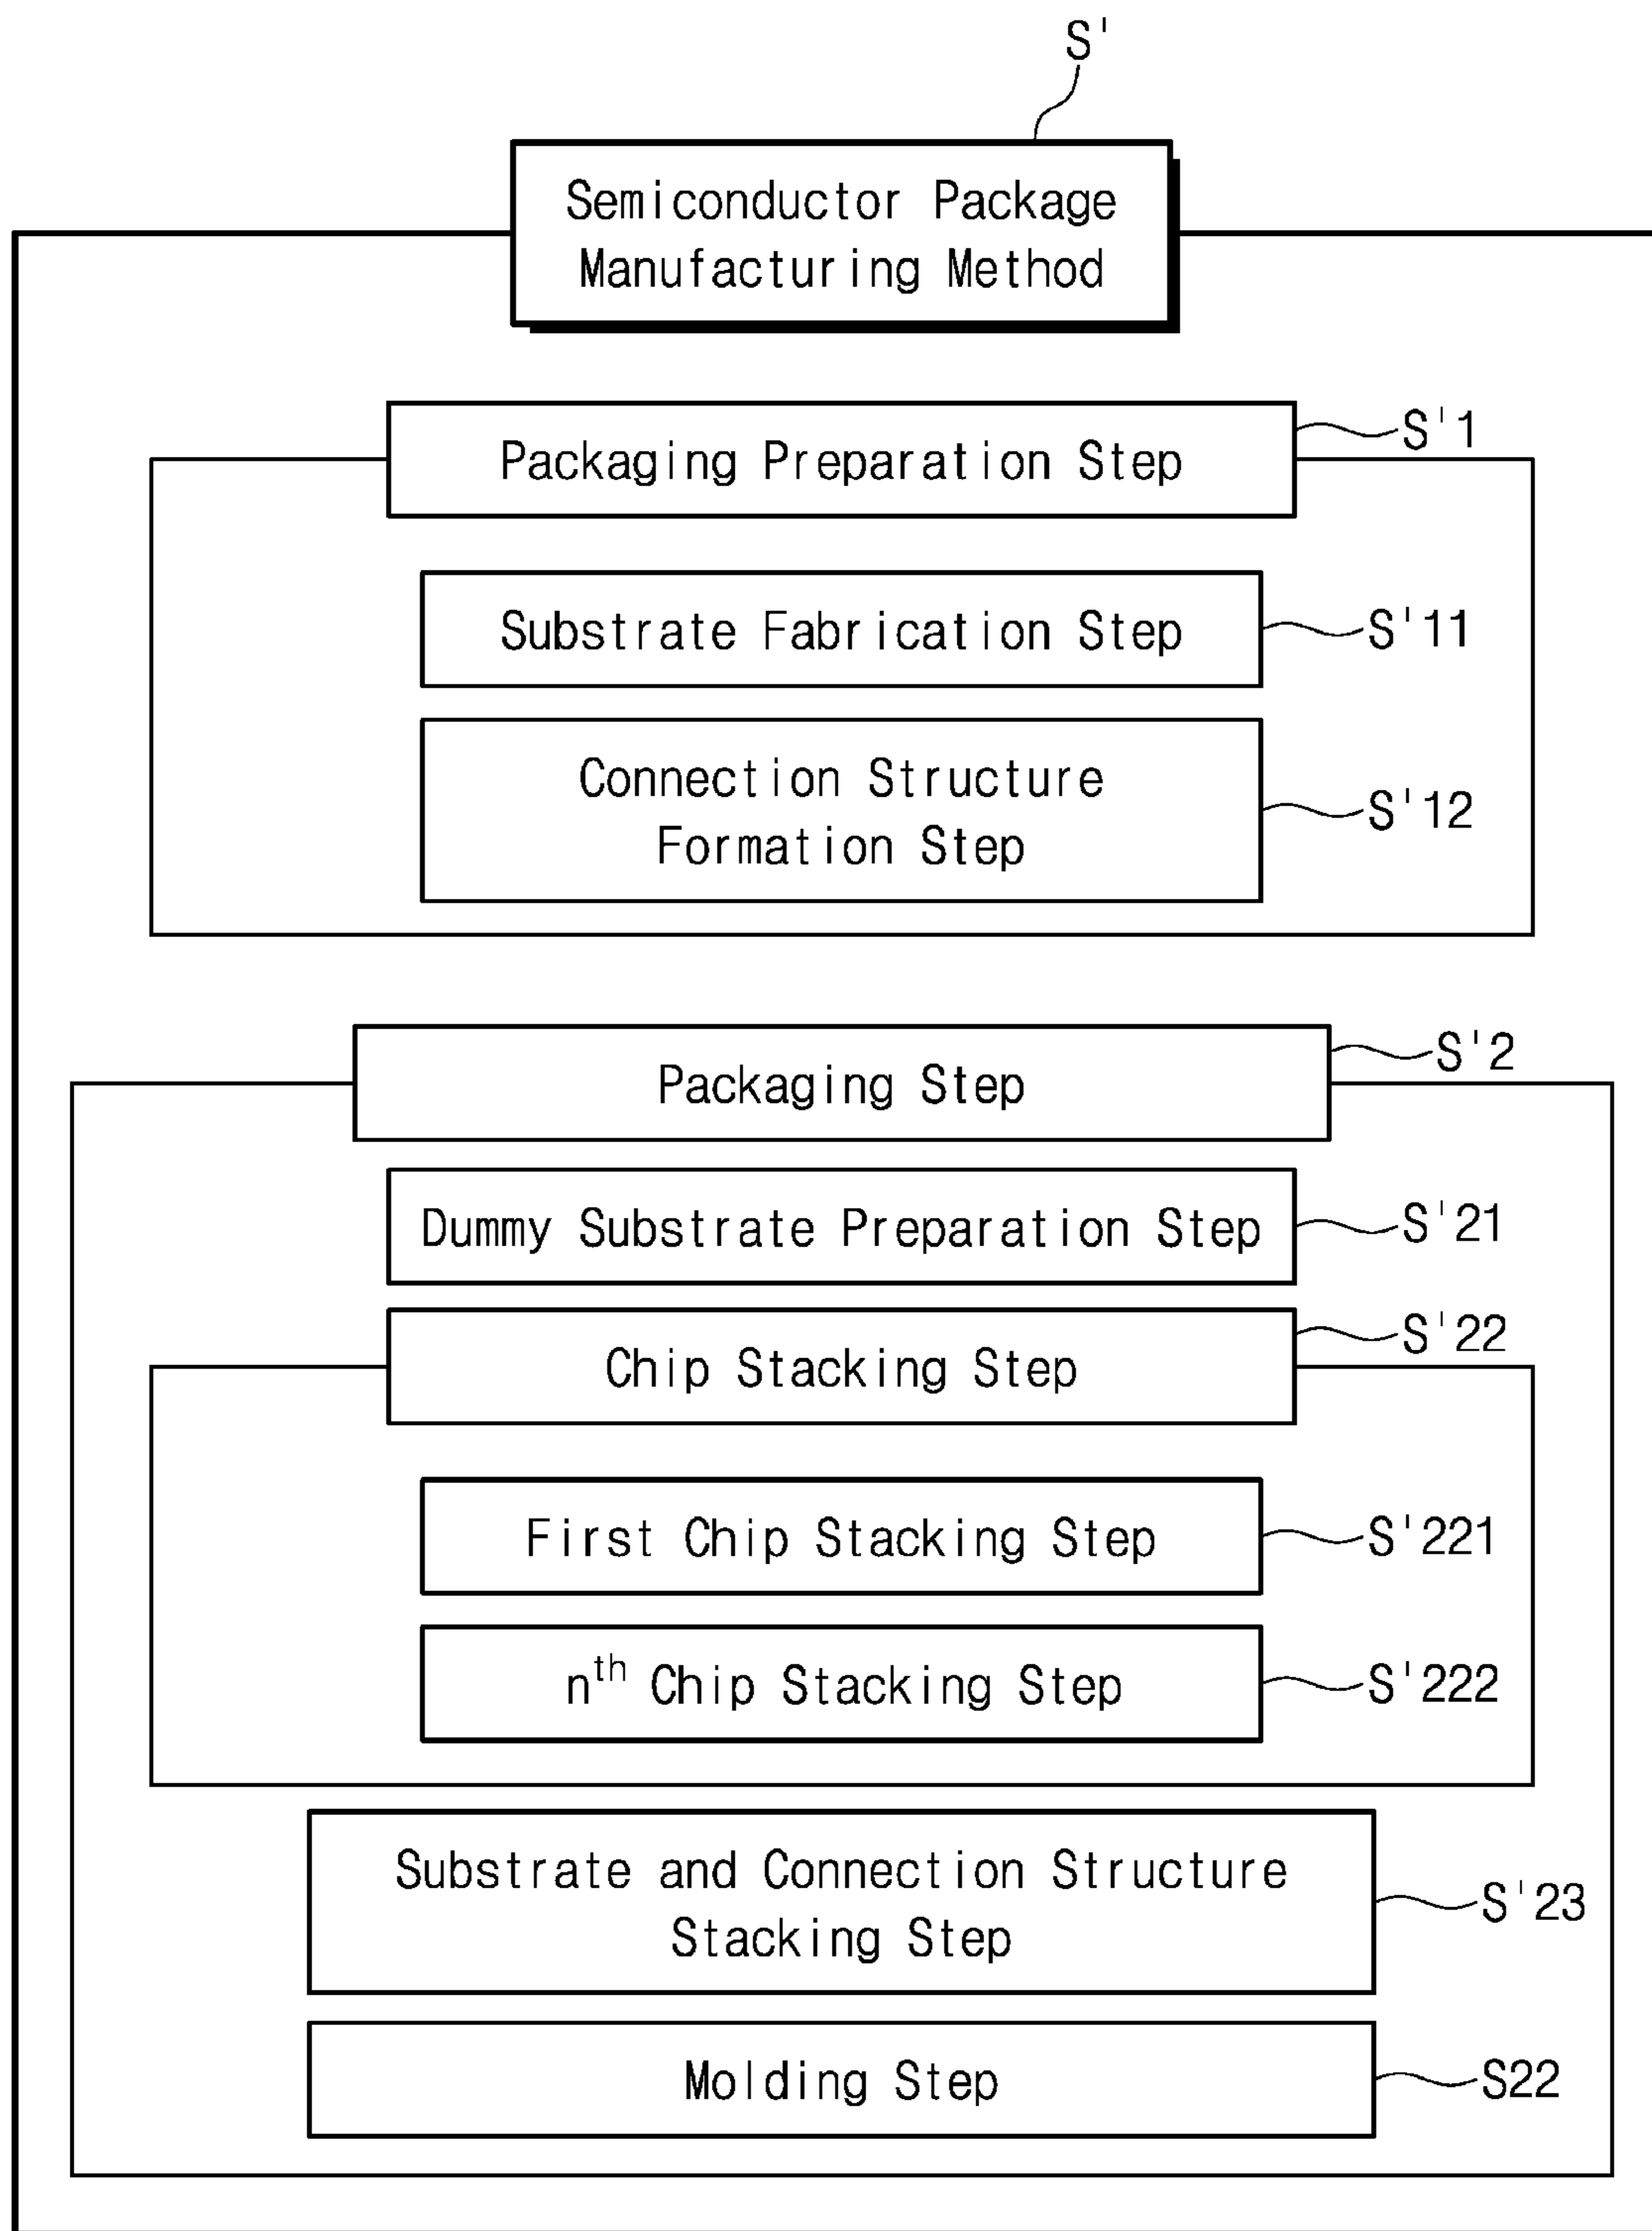 S'
Semiconductor Package
Manufacturing Method
Packaging Preparation Step
S'1
Substrate Fabrication Step
S'11
Connection Structure
Formation Step
S'12
Packaging Step
S'2
Dummy Substrate Preparation Step
S'21
Chip Stacking Step
S'22
First Chip Stacking Step
S'221
nth Chip Stacking Step
S'222
Substrate and Connection Structure
Stacking Step
S'23
Molding Step
S22